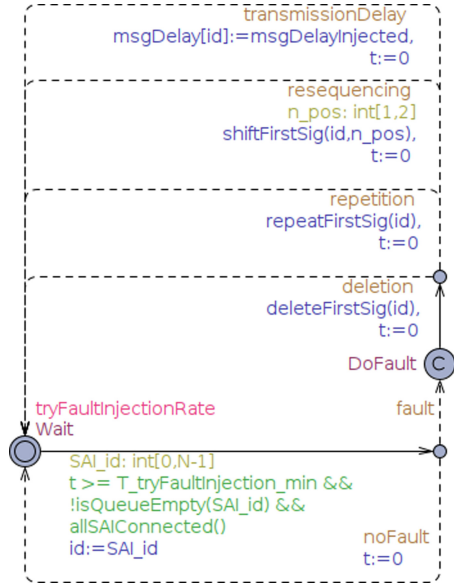 transmissionDelay
msgDelay[id]:=msgDelayInjected,
t:=0
resequencing
n_pos: int[1,2]
shiftFirstSig(id,n_pos),
t:=0
repetition
repeatFirstSig(id),
t:=0
deletion
deleteFirstSig(id),
t:=0
DoFault
C
tryFaultInjectionRate
Wait
fault
SAI_id: int[0,N-1]
t >= T_tryFaultInjection_min &&
!isQueueEmpty(SAI_id) &&
allSAIConnected()
id:=SAI_id
noFault
t:=0